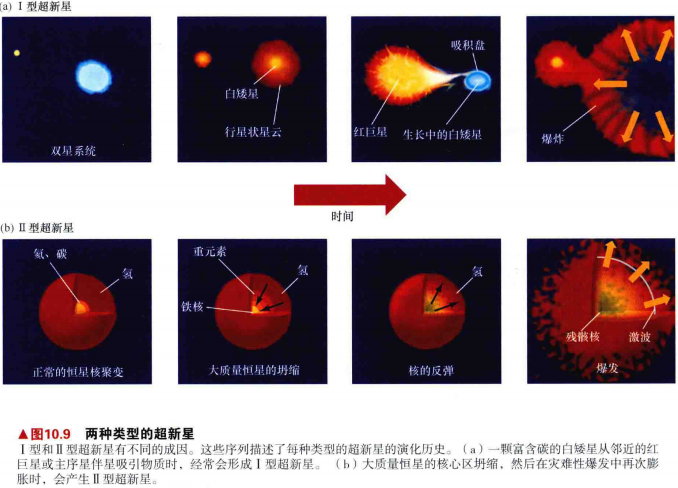 (a) Ⅰ型超新星
双星系统
白矮星
行星状星云
吸积盘
红巨星
生长中的白矮星
爆炸
时间
(b) Ⅱ型超新星
氦、碳
氢
正常的恒星核聚变
重元素
氢
铁核
大质量恒星的坍缩
氢
核的反弹
残骸核
激波
爆发
▲图10.9 两种类型的超新星
Ⅰ型和Ⅱ型超新星有不同的成因。这些序列描述了每种类型的超新星的演化历史。(a)一颗富含碳的白矮星从邻近的红
巨星或主序星伴星吸引物质时，经常会形成Ⅰ型超新星。 (b)大质量恒星的核心区坍缩，然后在灾难性爆发中再次膨
胀时，会产生Ⅱ型超新星。